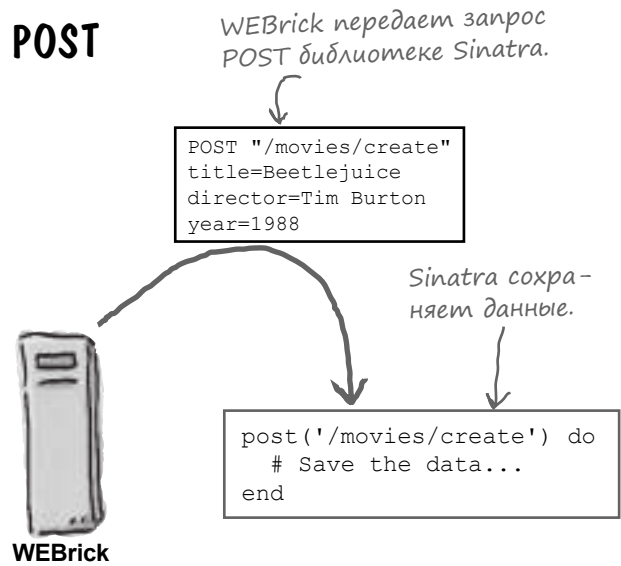 POST
WEBrick передает запрос
POST библиотеке Sinatra.
POST "/movies/create"
title=Beetlejuice
director=Tim Burton
year=1988
Sinatra сохра-
няет данные.
post('/movies/create') do
  # Save the data...
end
WEBrick